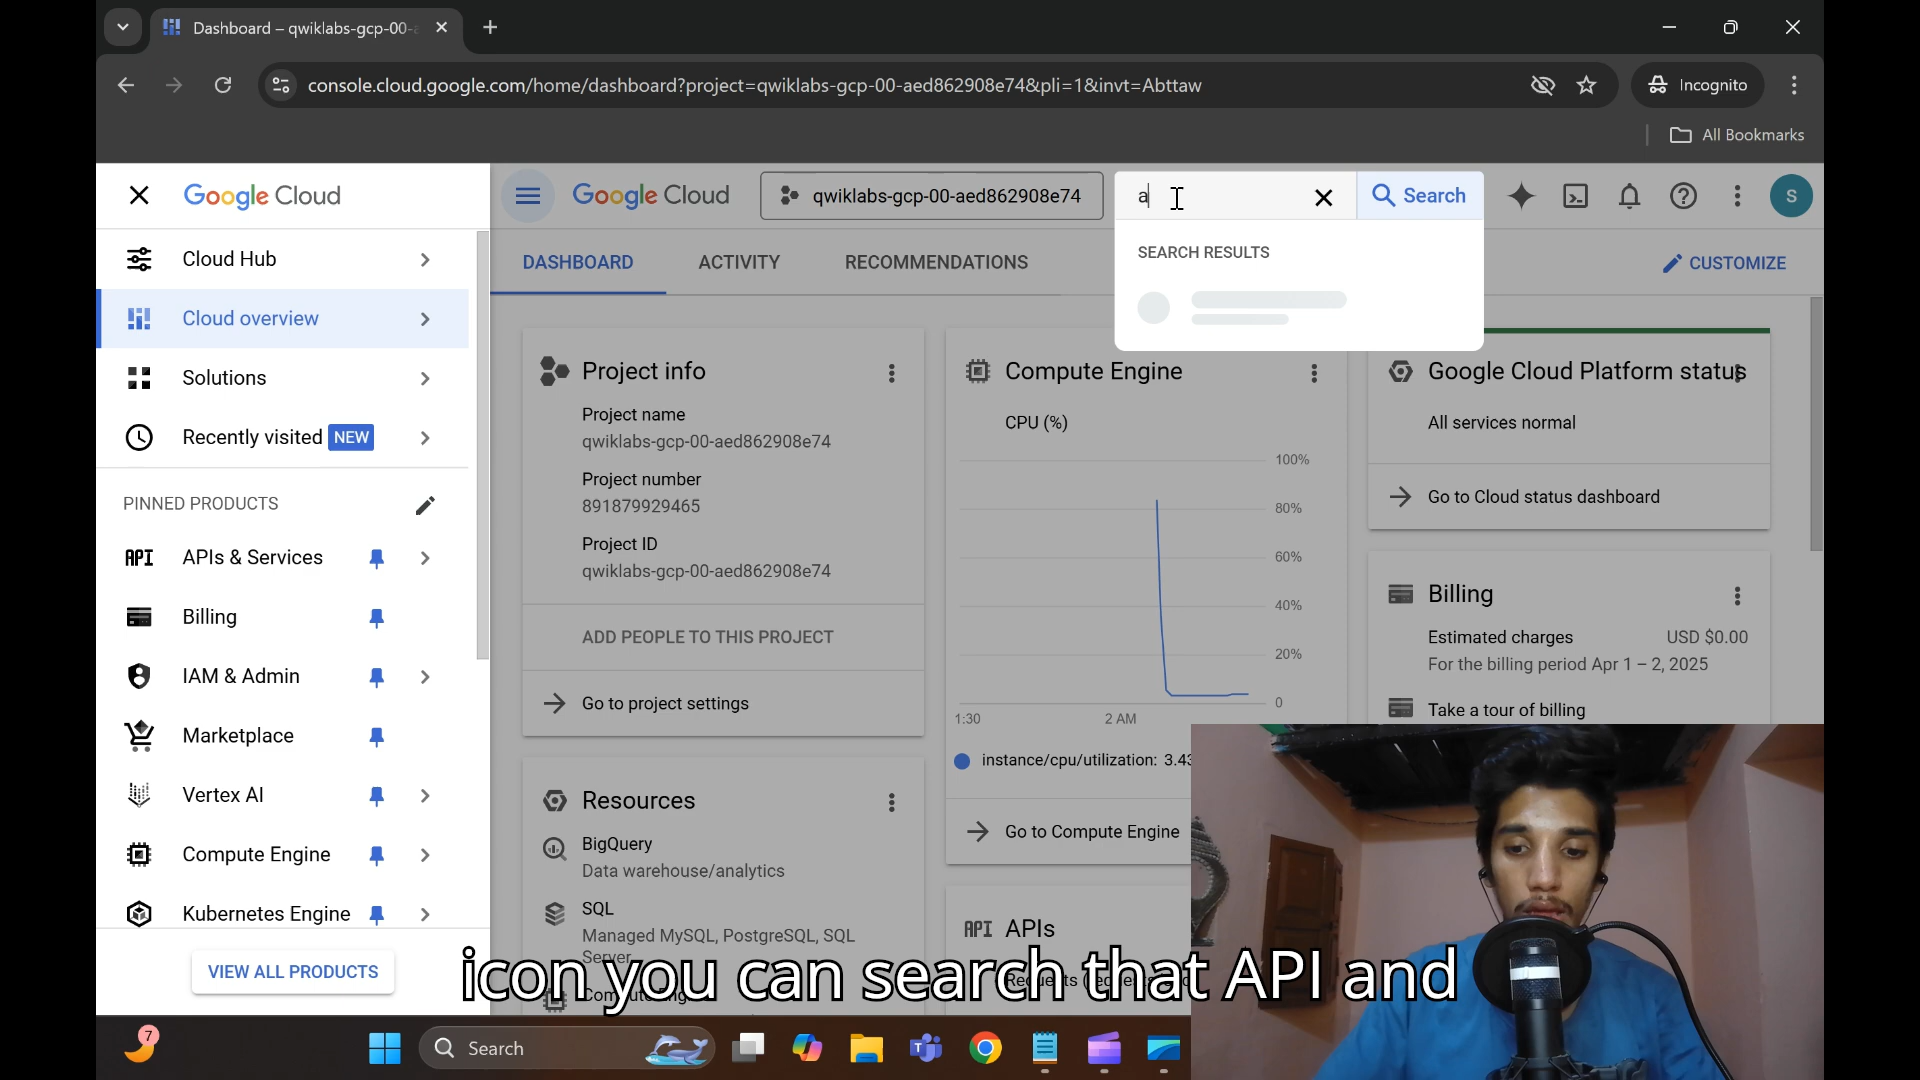 Dashboard – qwiklabs-gcp-00-
console.cloud.google.com/home/dashboard?project=qwiklabs-gcp-00-aed862908e74&pli=1&invt=Abttaw
Incognito
All Bookmarks
Google Cloud
Google Cloud
qwiklabs-gcp-00-aed862908e74
a
Search
S
Cloud Hub
Cloud overview
Solutions
Recently visited NEW
PINNED PRODUCTS
API APIs & Services
Billing
IAM & Admin
Marketplace
Vertex AI
Compute Engine
Kubernetes Engine
VIEW ALL PRODUCTS
DASHBOARD
ACTIVITY
RECOMMENDATIONS
SEARCH RESULTS
CUSTOMIZE
Project info
Project name
qwiklabs-gcp-00-aed862908e74
Project number
891879929465
Project ID
qwiklabs-gcp-00-aed862908e74
ADD PEOPLE TO THIS PROJECT
Go to project settings
Resources
BigQuery
Data warehouse/analytics
SQL
Managed MySQL, PostgreSQL, SQL
Server
Compute Engine
CPU (%)
100%
80%
60%
40%
20%
0
1:30
2 AM
instance/cpu/utilization: 3.43
Go to Compute Engine
API APIs
Google Cloud Platform status
All services normal
Go to Cloud status dashboard
Billing
Estimated charges USD $0.00
For the billing period Apr 1 – 2, 2025
Take a tour of billing
icon you can search that API and
7
Search